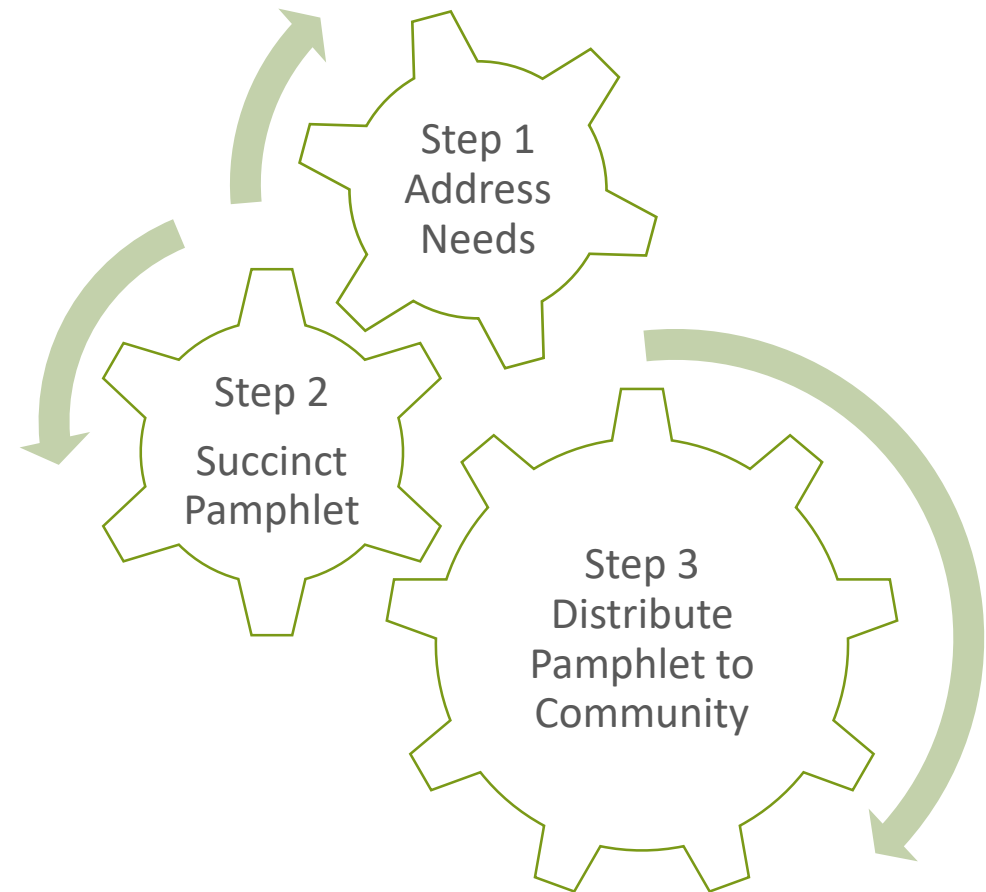 Step 1
Address
Needs
Step 2
Succinct
Pamphlet
Step 3
Distribute
Pamphlet to
Community